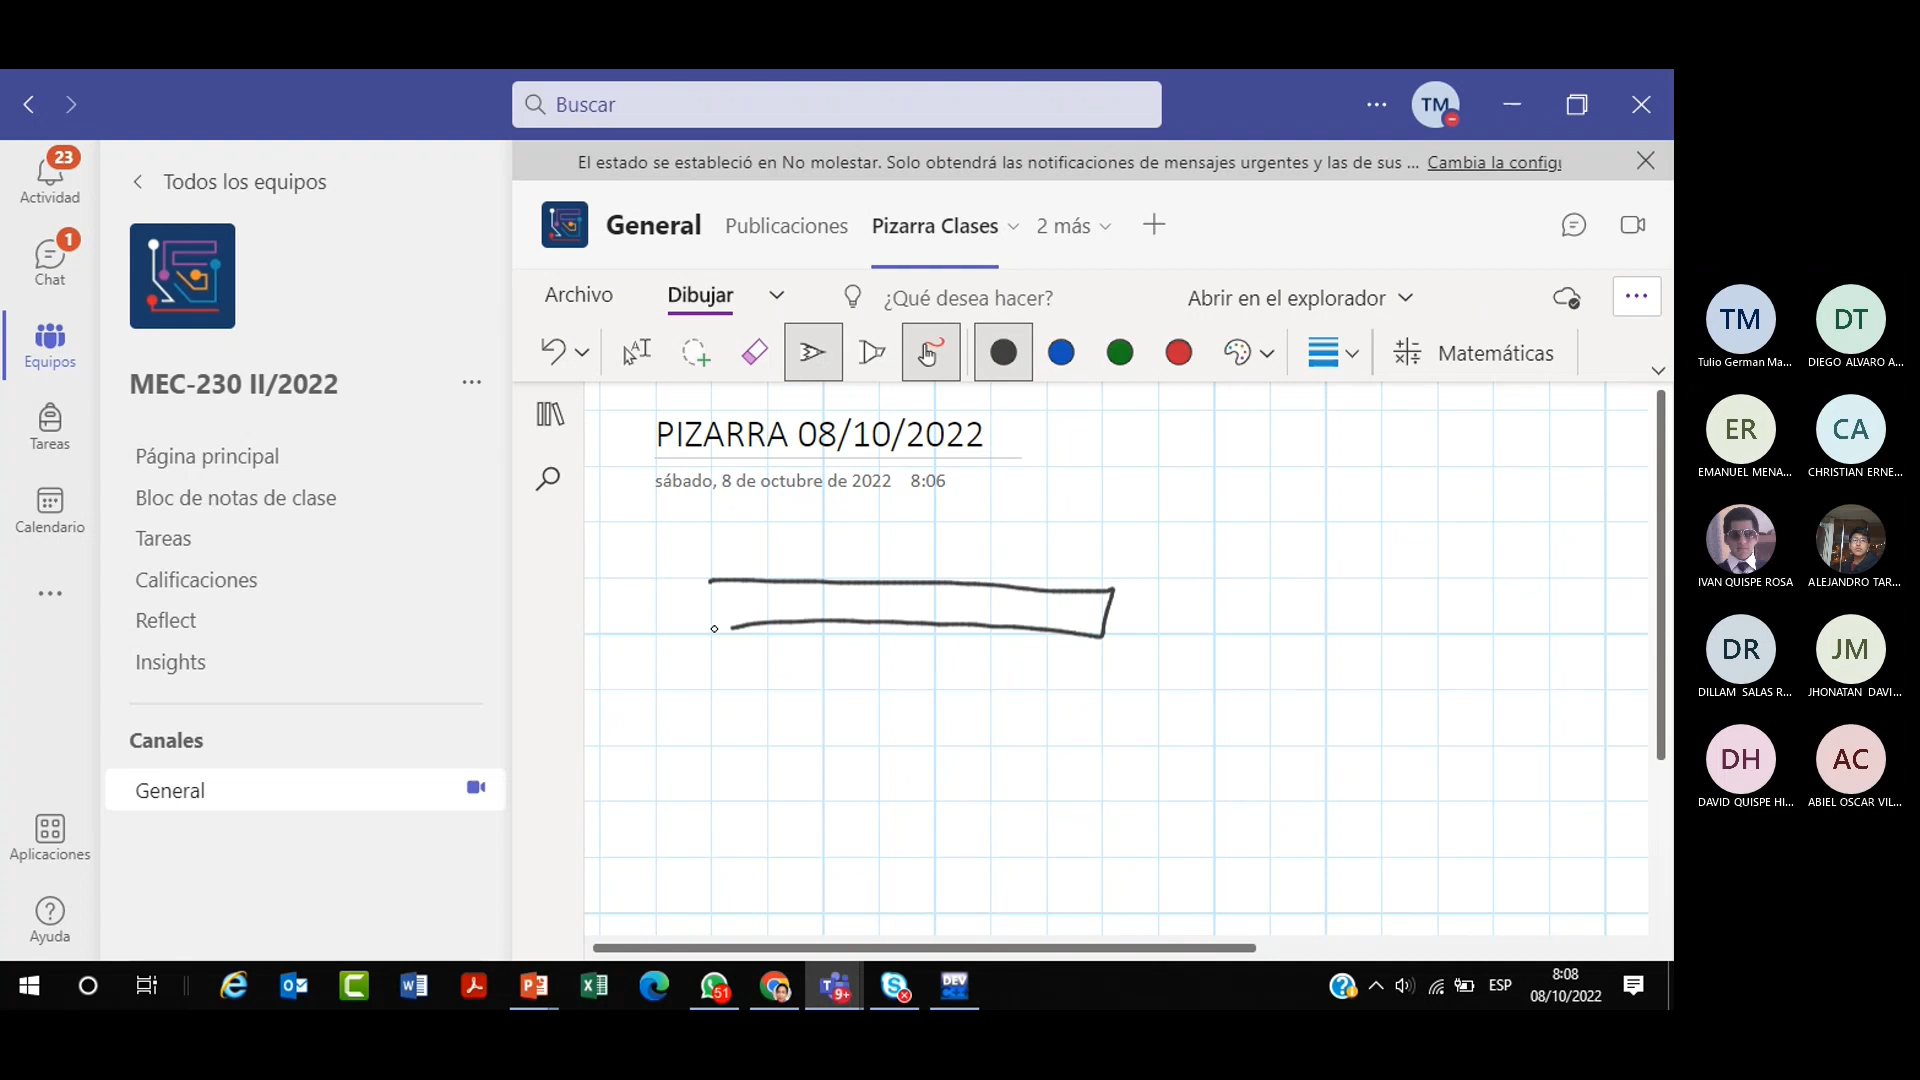 Buscar
TM
23
Actividad
1
Chat
Equipos
Tareas
Calendario
Aplicaciones
Ayuda
Todos los equipos
MEC-230 II/2022
Página principal
Bloc de notas de clase
Tareas
Calificaciones
Reflect
Insights
Canales
General
El estado se estableció en No molestar. Solo obtendrá las notificaciones de mensajes urgentes y las de sus ... Cambia la configu
General Publicaciones Pizarra Clases 2 más
Archivo Dibujar ¿Qué desea hacer? Abrir en el explorador
Matemáticas
PIZARRA 08/10/2022
sábado, 8 de octubre de 2022 8:06
TM DT
Tulio German Ma... DIEGO ALVARO A...
ER CA
EMANUEL MENA... CHRISTIAN ERNE...
IVAN QUISPE ROSA ALEJANDRO TAR...
DR JM
DILLAM SALAS R... JHONATAN DAVI...
DH AC
DAVID QUISPE HI... ABIEL OSCAR VIL...
51
9+
DEV
ESP
8:08
08/10/2022